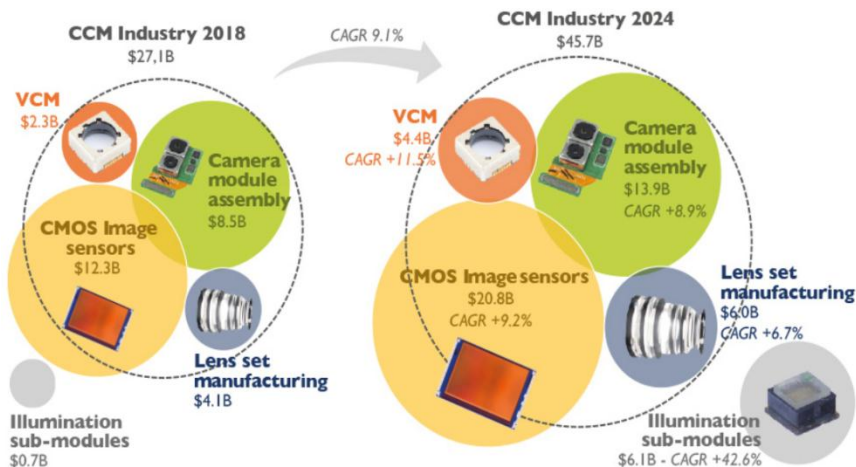 CCM Industry 2018
$27,1B
CAGR 9.1%
CCM Industry 2024
$45.7B
VCM
$2.3B
Camera
module
assembly
$8.5B
CMOS Image
sensors
$12.3B
Lens set
manufacturing
$4.1B
Illumination
sub-modules
$0.7B
VCM
$4.4B
CAGR +11.5%
Camera
module
assembly
$13.9B
CAGR +8.9%
CMOS Image sensors
$20.8B
CAGR +9.2%
Lens set
manufacturing
$6.0B
CAGR +6.7%
Illumination
sub-modules
$6.1B - CAGR +42.6%